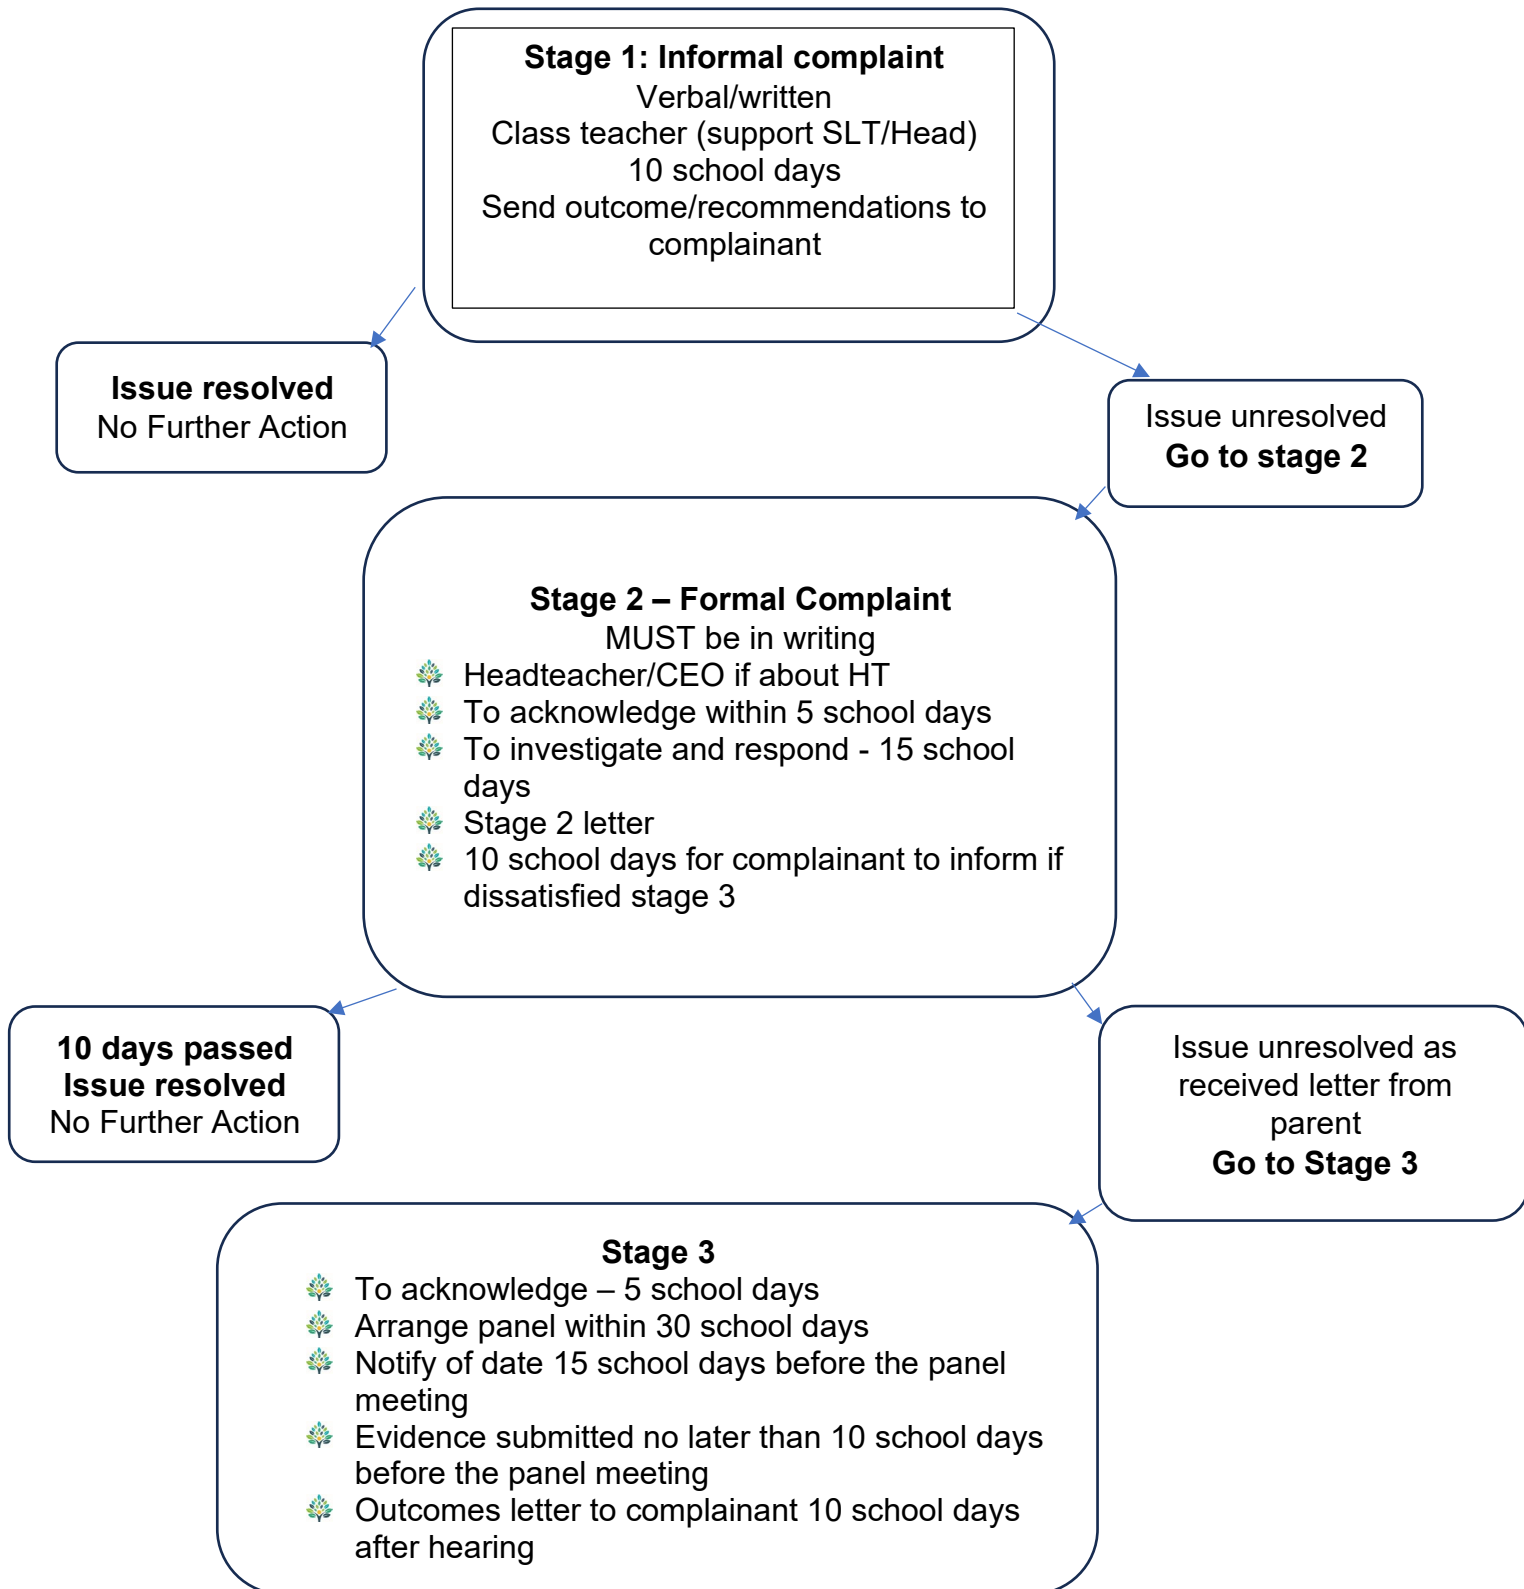 Stage 1: Informal complaint
Verbal/written
Class teacher (support SLT/Head)
10 school days
Send outcome/recommendations to
complainant
Issue resolved
No Further Action
Issue unresolved
Go to stage 2
Stage 2 – Formal Complaint
MUST be in writing
Headteacher/CEO if about HT
To acknowledge within 5 school days
To investigate and respond - 15 school
days
Stage 2 letter
10 school days for complainant to inform if
dissatisfied stage 3
10 days passed
Issue resolved
No Further Action
Issue unresolved as
received letter from
parent
Go to Stage 3
Stage 3
To acknowledge – 5 school days
Arrange panel within 30 school days
Notify of date 15 school days before the panel
meeting
Evidence submitted no later than 10 school days
before the panel meeting
Outcomes letter to complainant 10 school days
after hearing